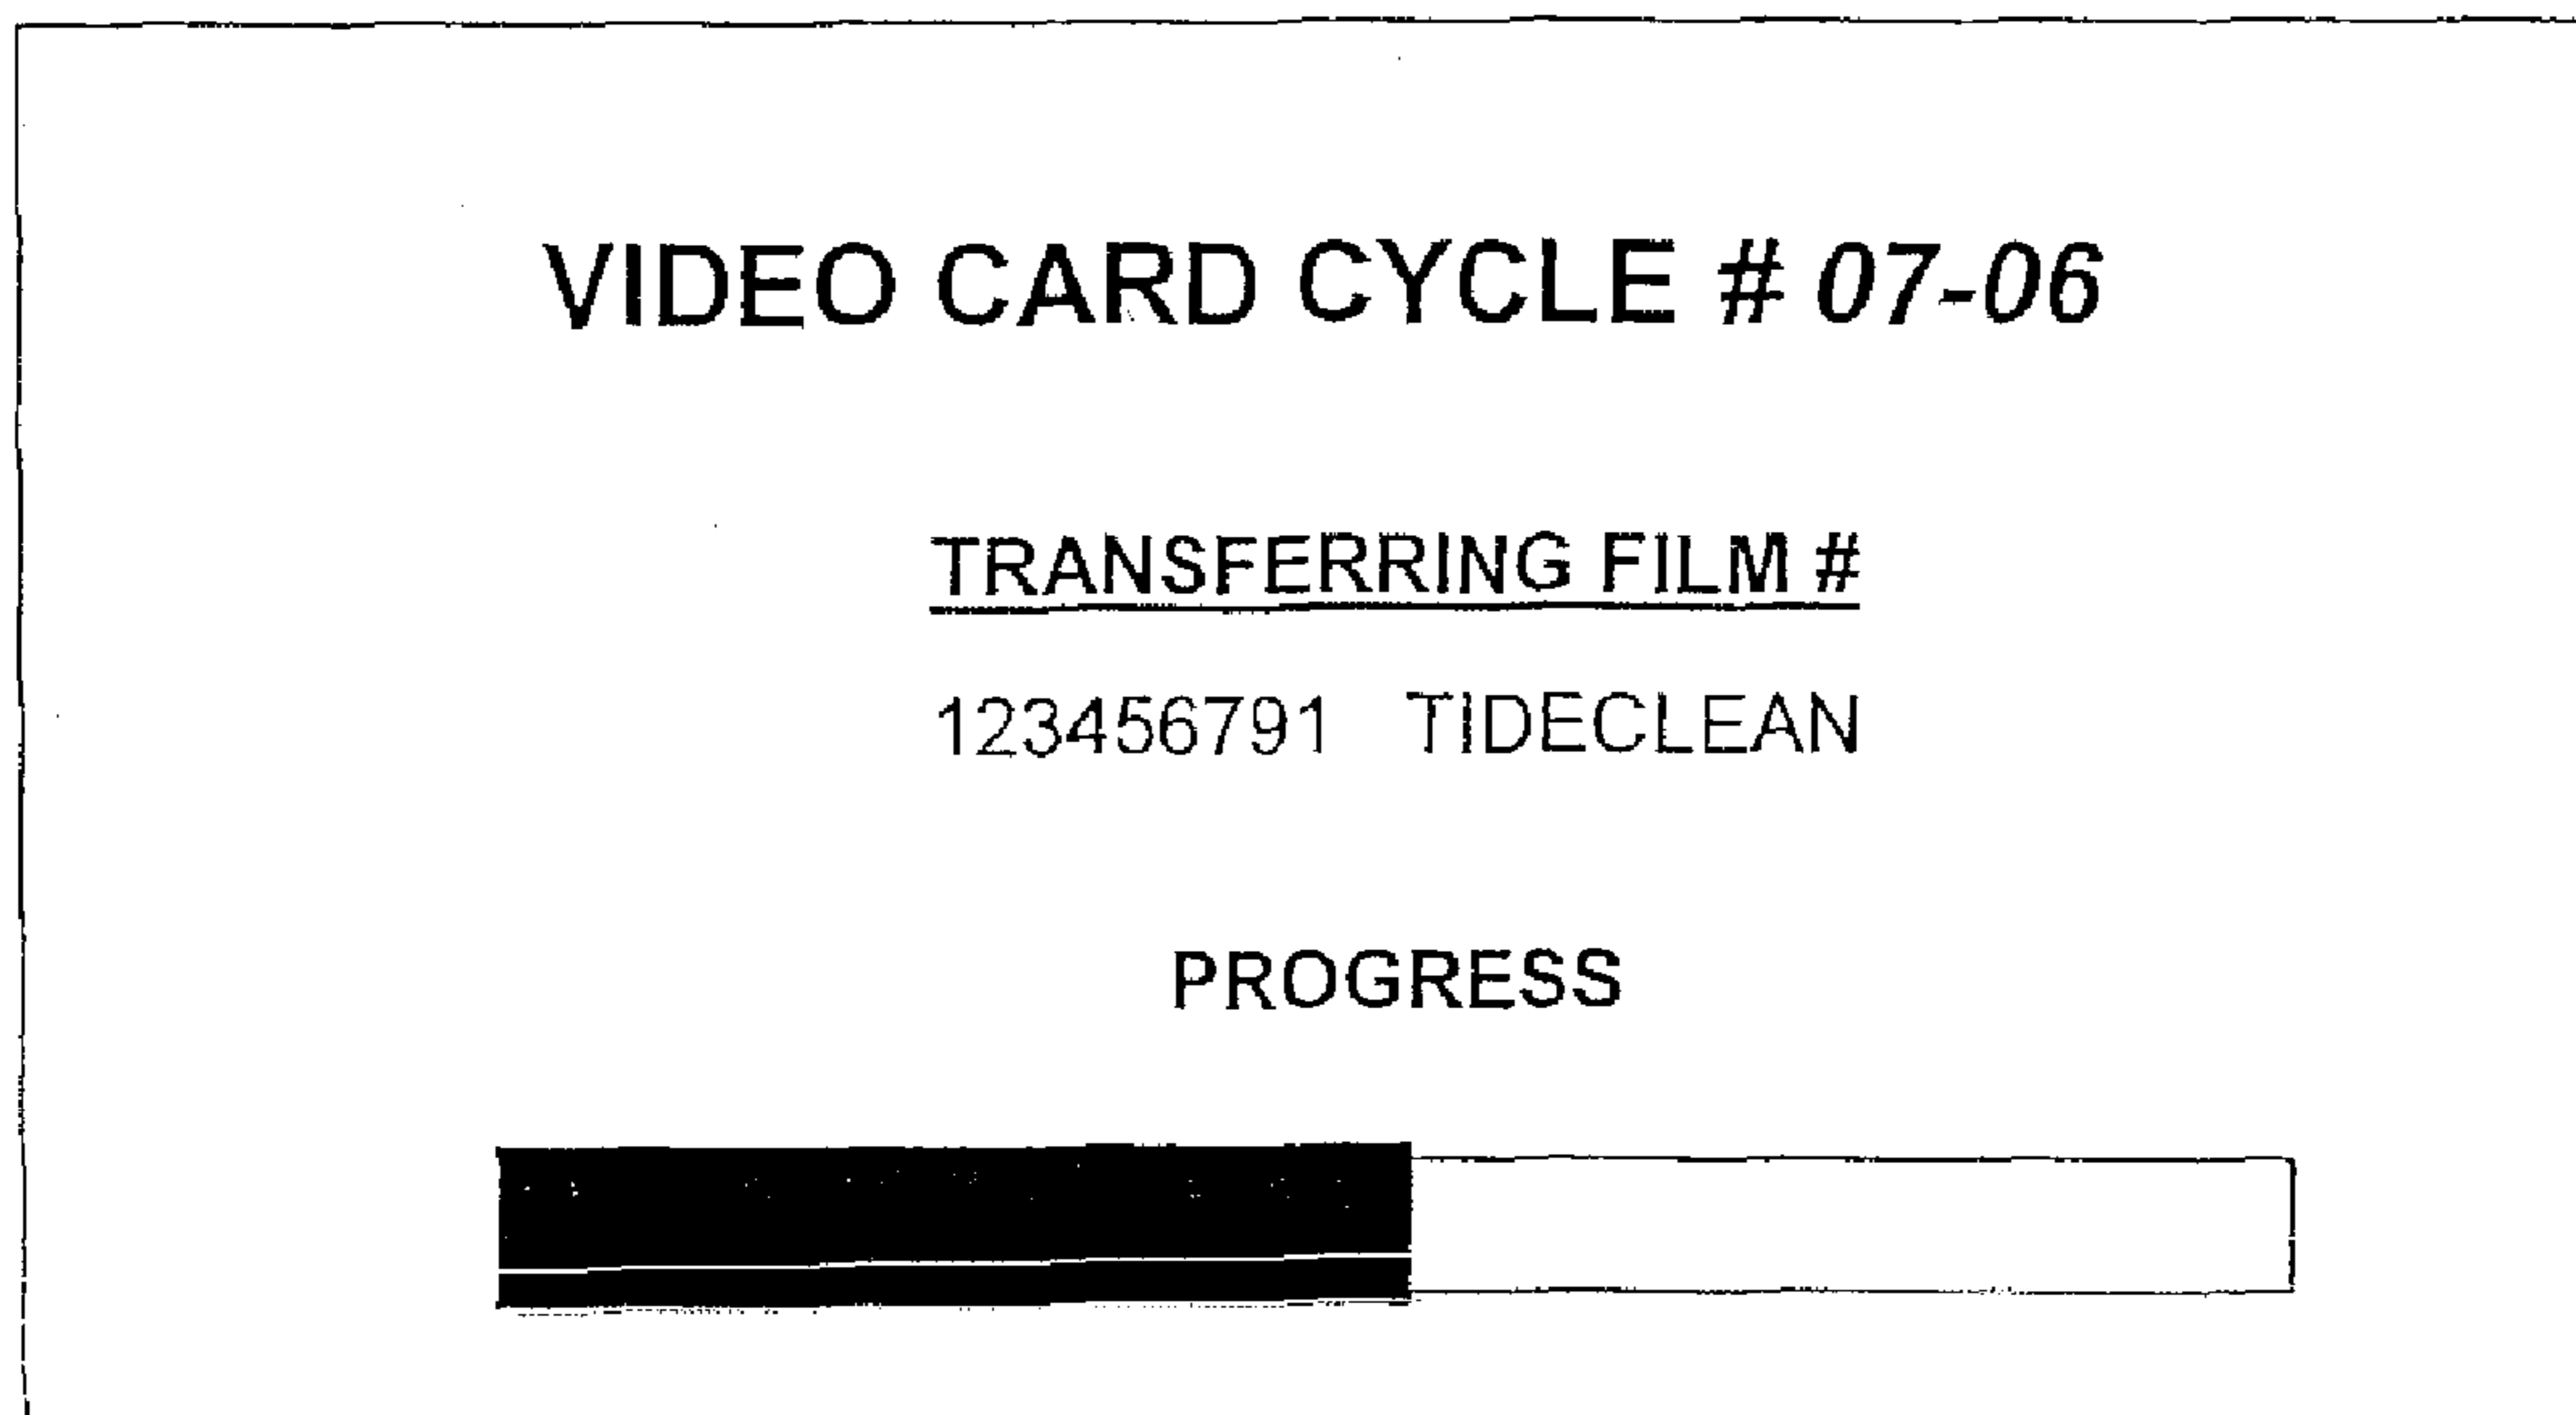 VIDEO CARD CYCLE # 07-06
TRANSFERRING FILM #
123456791 TIDECLEAN
PROGRESS